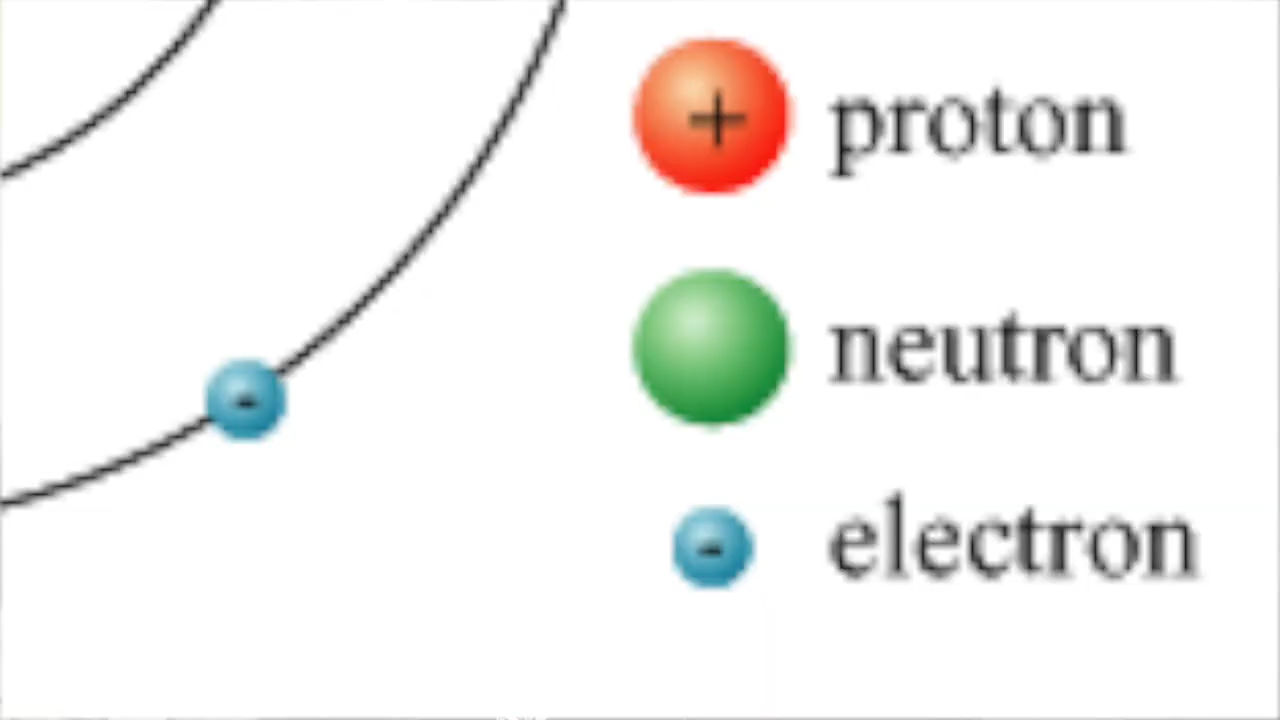 + proton
neutron
- electron
-